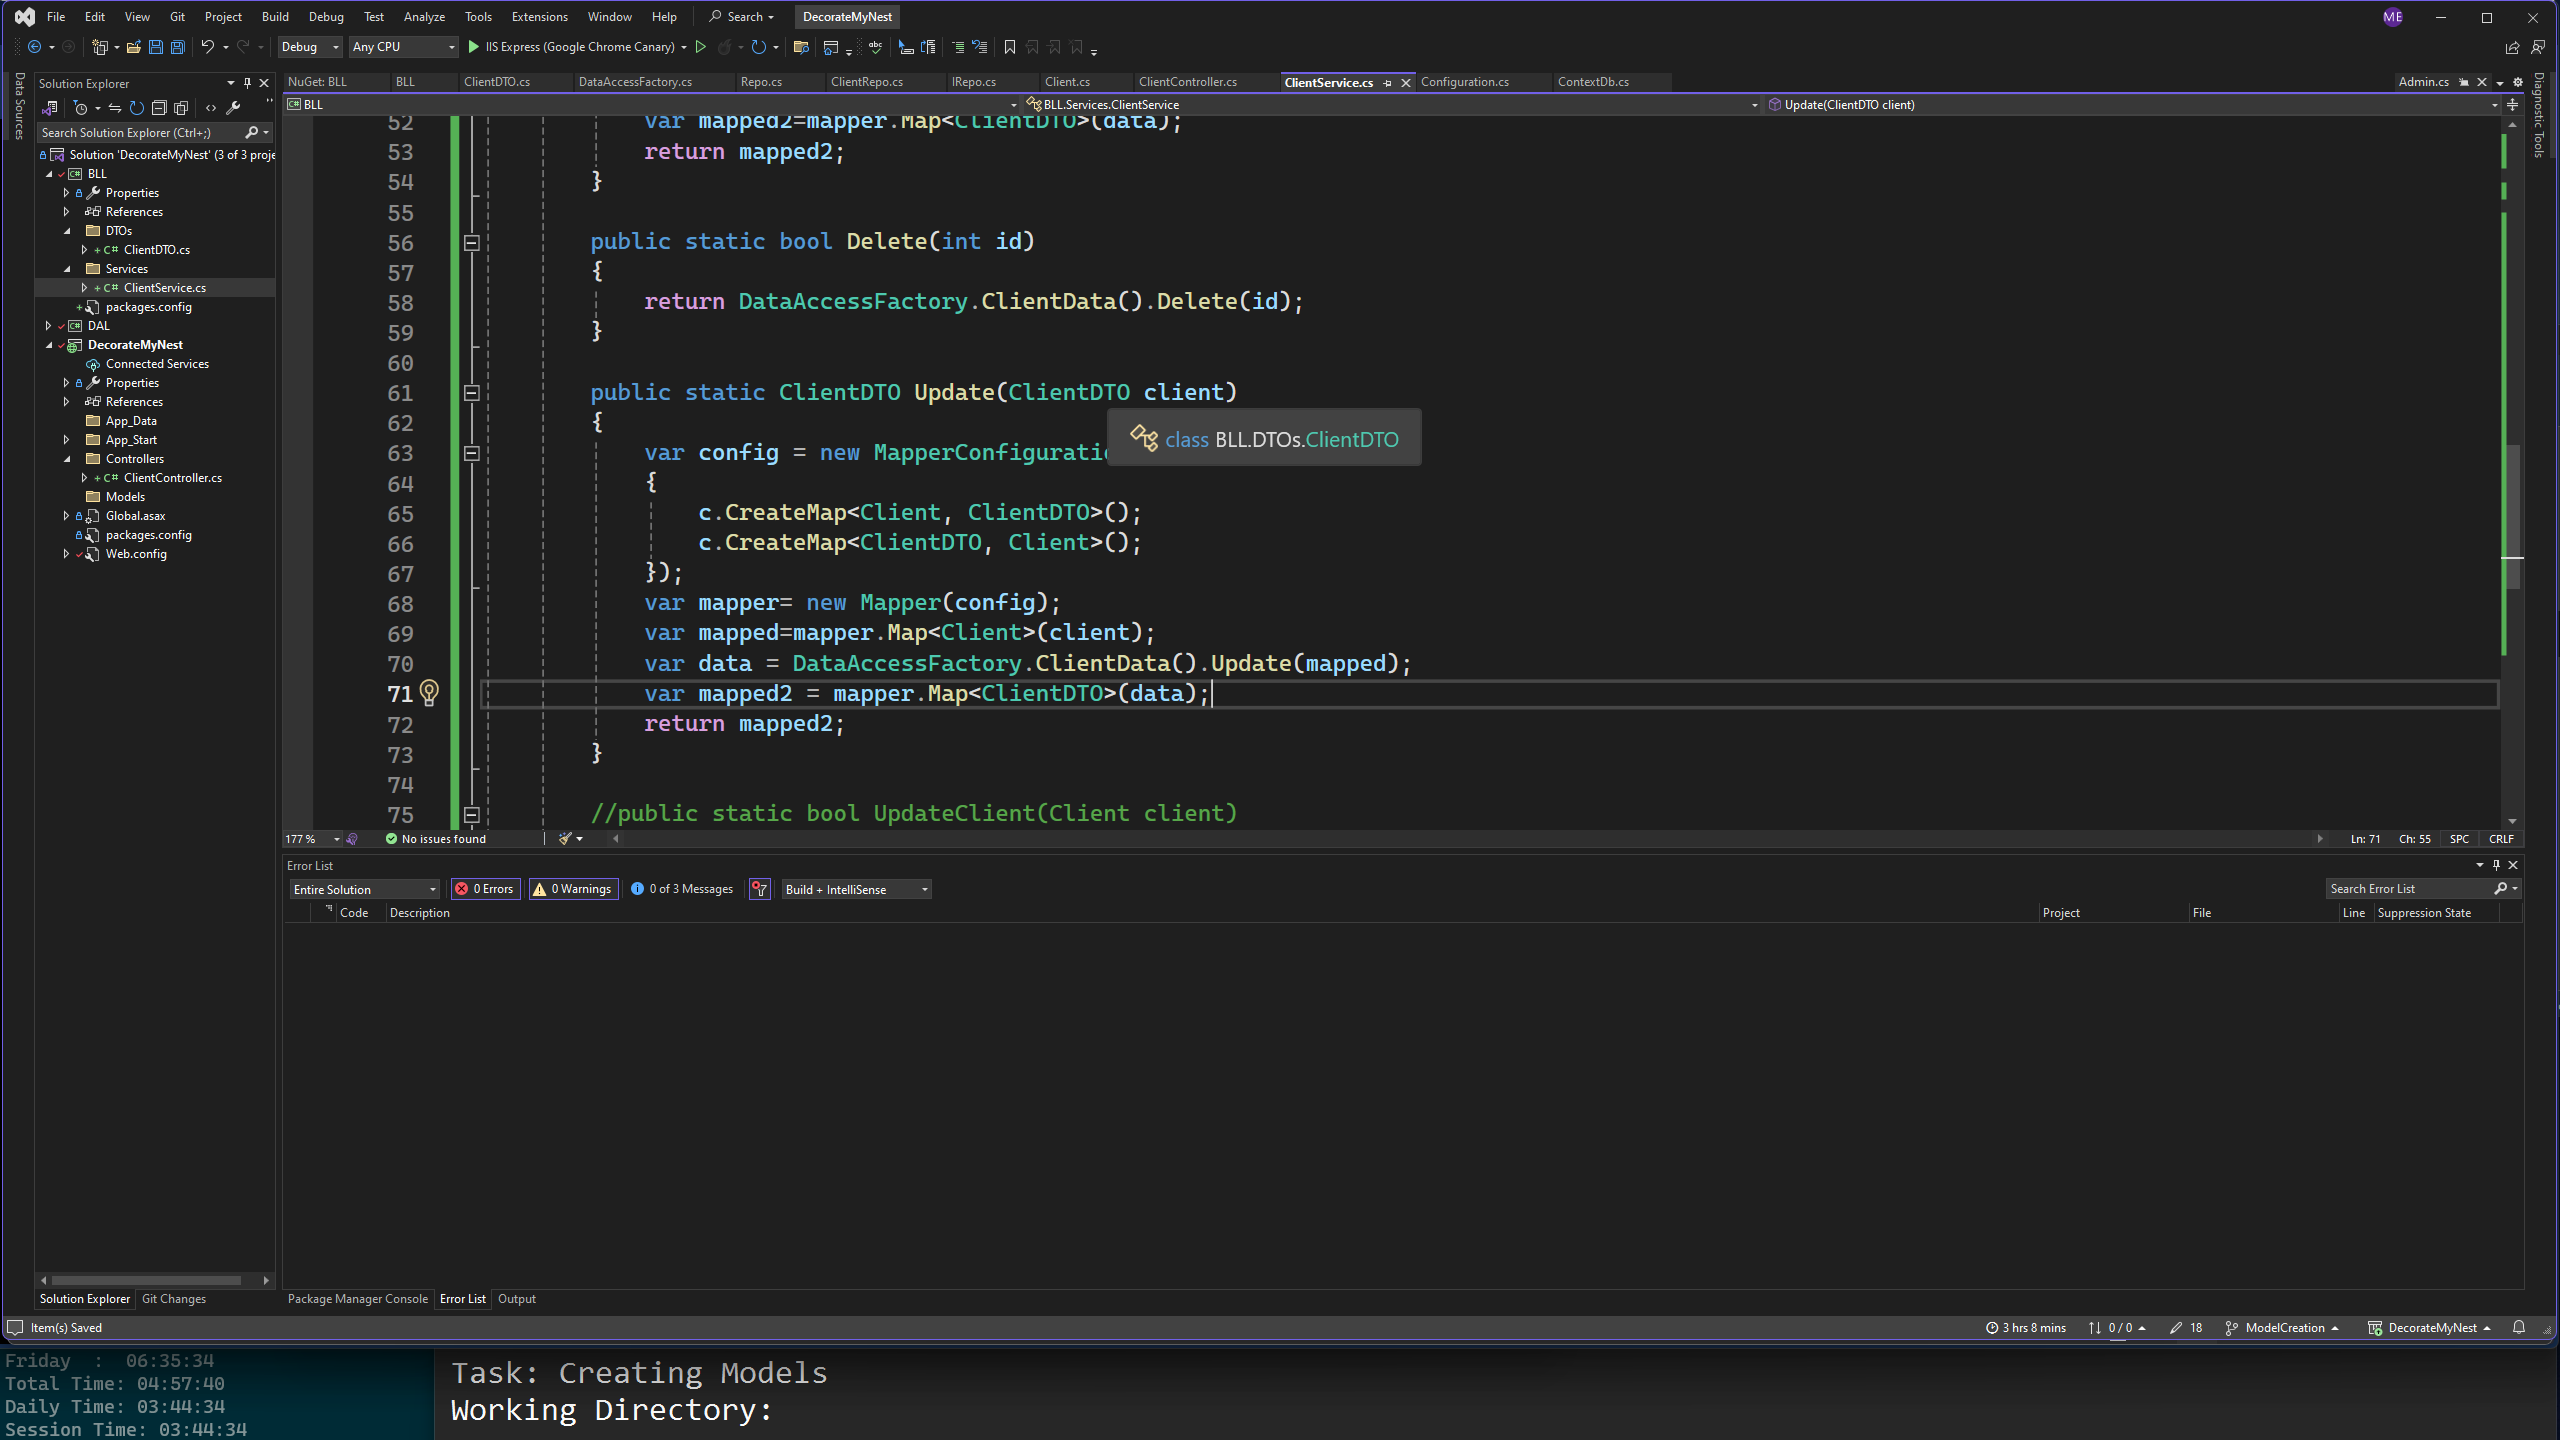 File Edit View Git Project Build Debug Test Analyze Tools Extensions Window Help Search DecorateMyNest ME
Debug Any CPU IIS Express (Google Chrome Canary)
Data Sources
Solution Explorer
Search Solution Explorer (Ctrl+;)
Solution 'DecorateMyNest' (3 of 3 proje
BLL
Properties
References
DTOs
C# ClientDTO.cs
Services
C# ClientService.cs
packages.config
DAL
DecorateMyNest
Connected Services
Properties
References
App_Data
App_Start
Controllers
C# ClientController.cs
Models
Global.asax
packages.config
Web.config
Solution Explorer Git Changes
NuGet: BLL BLL ClientDTO.cs DataAccessFactory.cs Repo.cs ClientRepo.cs IRepo.cs Client.cs ClientController.cs ClientService.cs Configuration.cs ContextDb.cs Admin.cs
BLL BLL.Services.ClientService Update(ClientDTO client)
Diagnostic Tools
52 var mapped2=mapper.Map<ClientDTO>(data);
53 return mapped2;
54 }
55
56 public static bool Delete(int id)
57 {
58 return DataAccessFactory.ClientData().Delete(id);
59 }
60
61 public static ClientDTO Update(ClientDTO client)
62 {
class BLL.DTOs.ClientDTO
63 var config = new MapperConfiguratio
64 {
65 c.CreateMap<Client, ClientDTO>();
66 c.CreateMap<ClientDTO, Client>();
67 });
68 var mapper= new Mapper(config);
69 var mapped=mapper.Map<Client>(client);
70 var data = DataAccessFactory.ClientData().Update(mapped);
71 var mapped2 = mapper.Map<ClientDTO>(data);
72 return mapped2;
73 }
74
75 //public static bool UpdateClient(Client client)
177 % No issues found Ln: 71 Ch: 55 SPC CRLF
Error List
Entire Solution 0 Errors 0 Warnings 0 of 3 Messages Build + IntelliSense Search Error List
Code Description Project File Line Suppression State
Package Manager Console Error List Output
Item(s) Saved 3 hrs 8 mins 0 / 0 18 ModelCreation DecorateMyNest
Friday : 06:35:34
Total Time: 04:57:40
Daily Time: 03:44:34
Session Time: 03:44:34
Task: Creating Models
Working Directory: